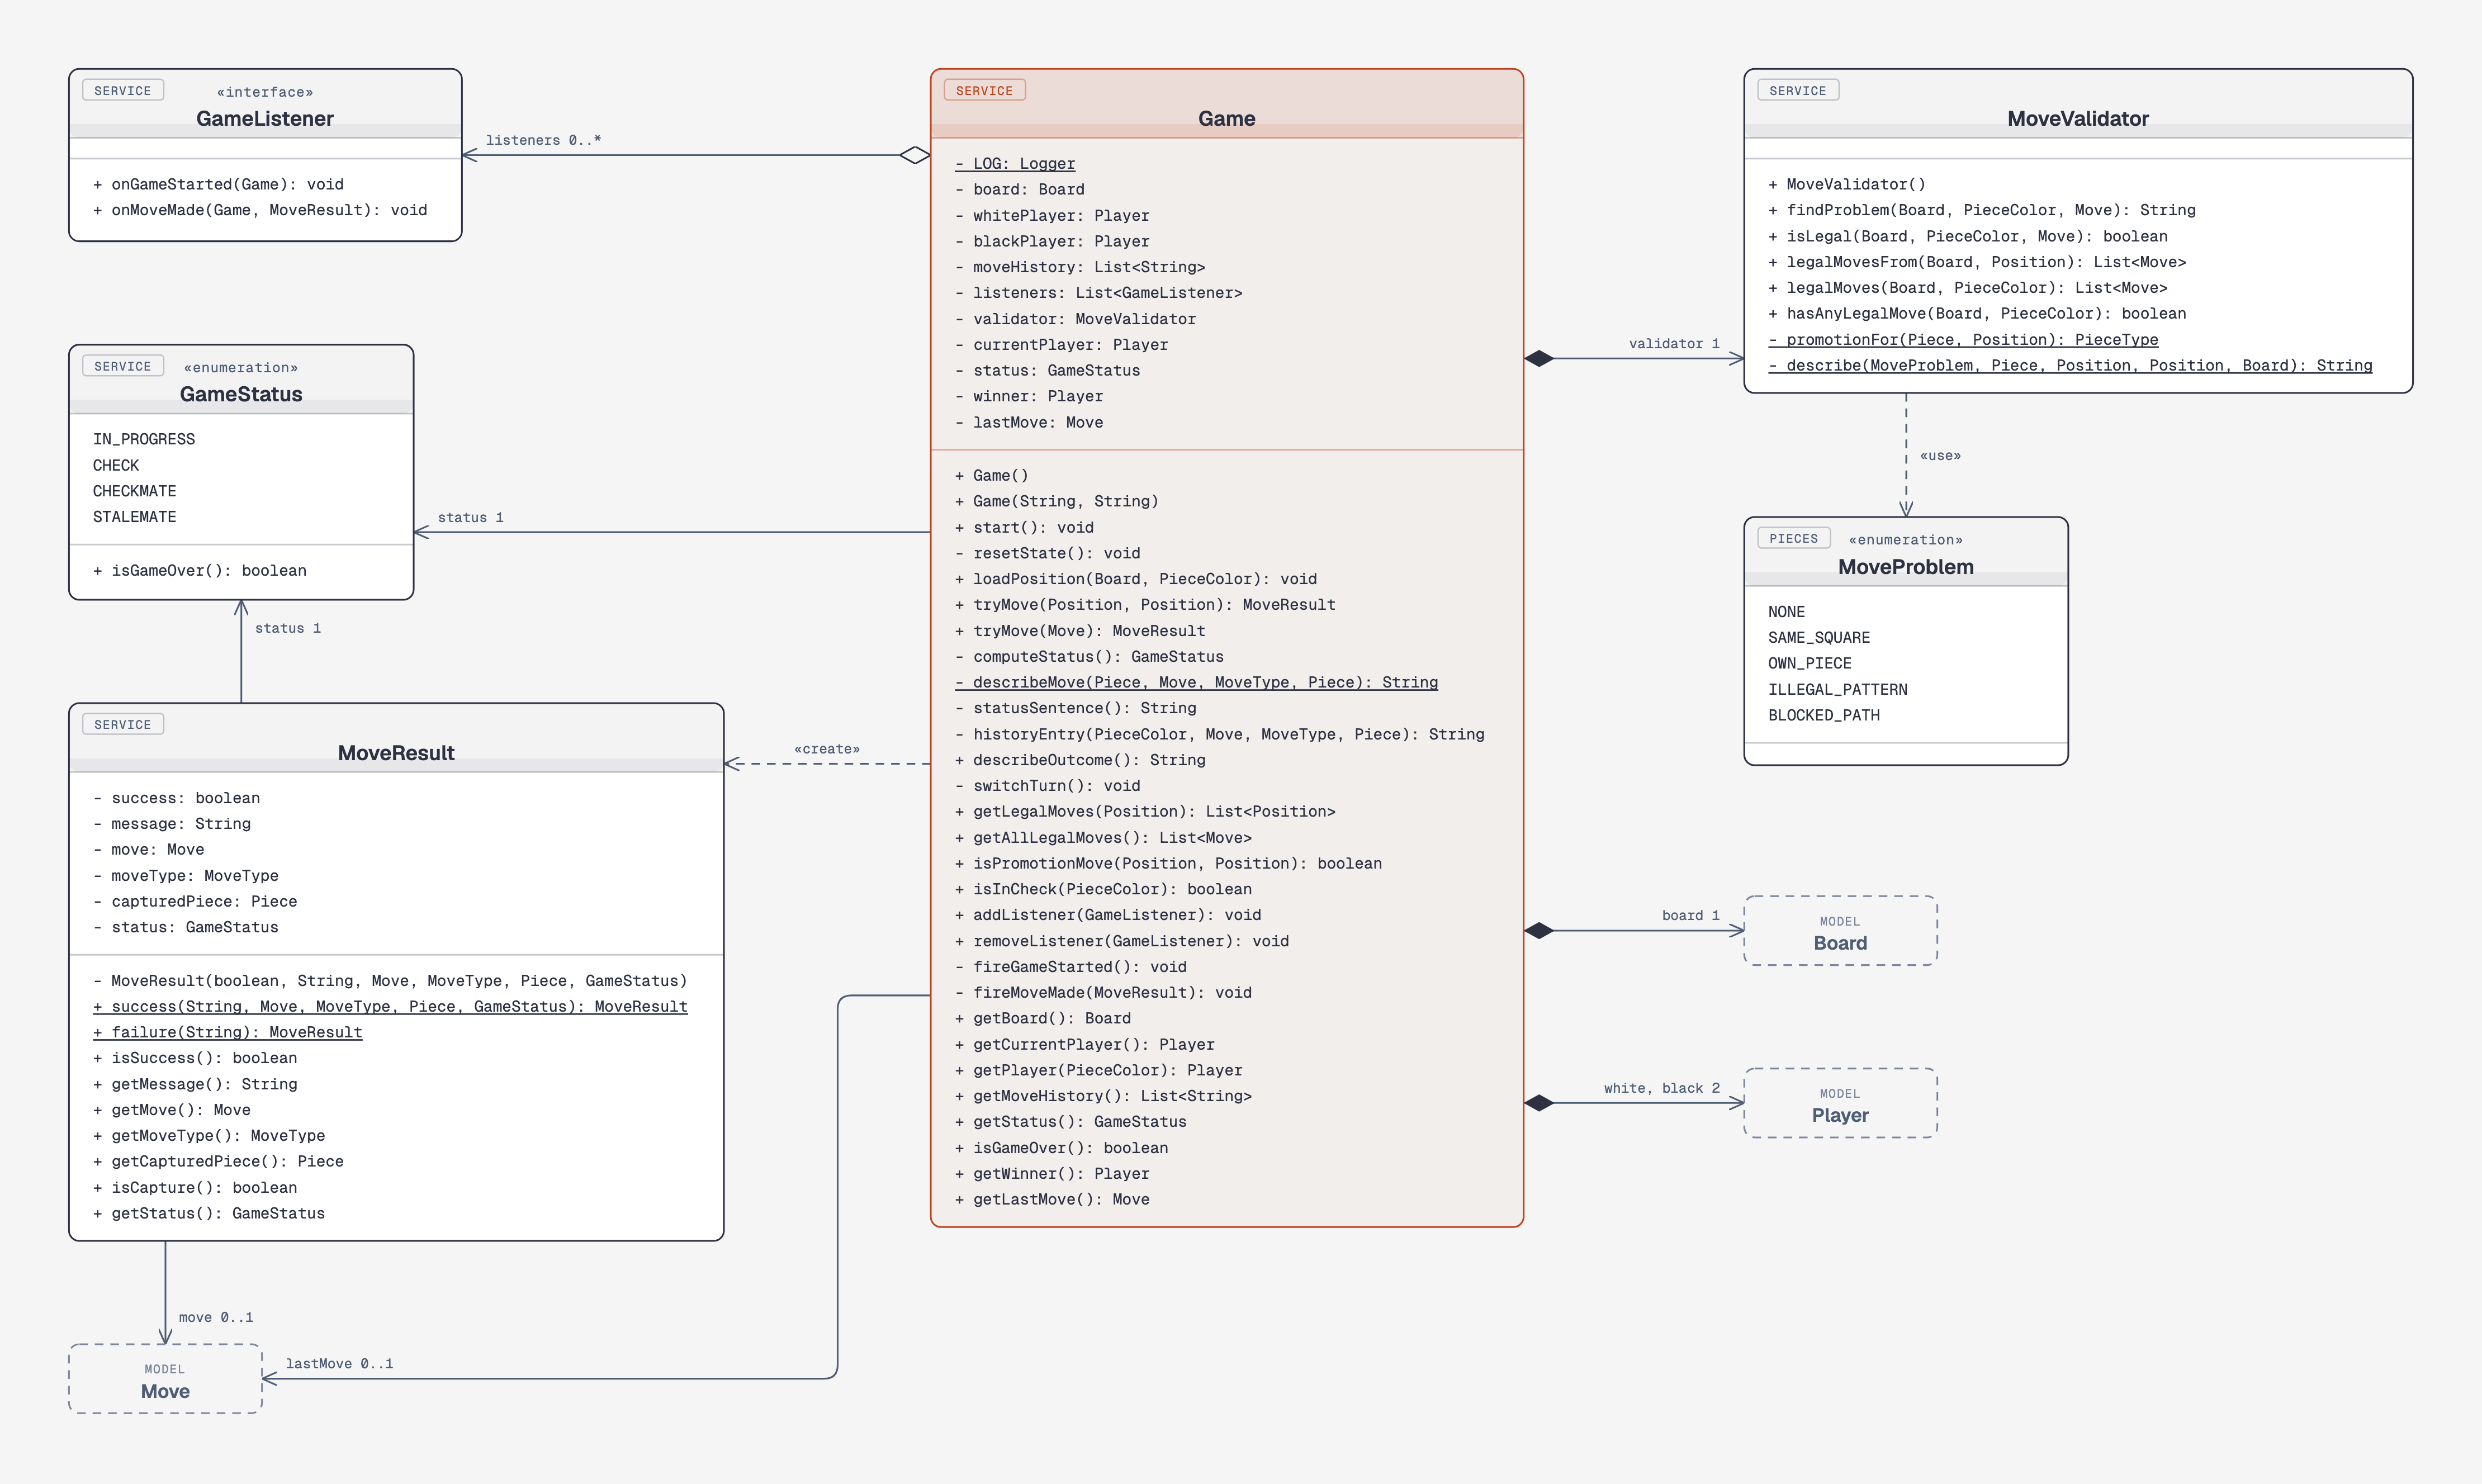 SERVICE
«interface»
GameListener
+ onGameStarted(Game): void
+ onMoveMade(Game, MoveResult): void
listeners 0..*
SERVICE
«enumeration»
GameStatus
IN_PROGRESS
CHECK
CHECKMATE
STALEMATE
+ isGameOver(): boolean
status 1
status 1
SERVICE
MoveResult
- success: boolean
- message: String
- move: Move
- moveType: MoveType
- capturedPiece: Piece
- status: GameStatus
- MoveResult(boolean, String, Move, MoveType, Piece, GameStatus)
+ success(String, Move, MoveType, Piece, GameStatus): MoveResult
+ failure(String): MoveResult
+ isSuccess(): boolean
+ getMessage(): String
+ getMove(): Move
+ getMoveType(): MoveType
+ getCapturedPiece(): Piece
+ isCapture(): boolean
+ getStatus(): GameStatus
«create»
move 0..1
MODEL
Move
lastMove 0..1
SERVICE
Game
- LOG: Logger
- board: Board
- whitePlayer: Player
- blackPlayer: Player
- moveHistory: List<String>
- listeners: List<GameListener>
- validator: MoveValidator
- currentPlayer: Player
- status: GameStatus
- winner: Player
- lastMove: Move
+ Game()
+ Game(String, String)
+ start(): void
- resetState(): void
+ loadPosition(Board, PieceColor): void
+ tryMove(Position, Position): MoveResult
+ tryMove(Move): MoveResult
- computeStatus(): GameStatus
- describeMove(Piece, Move, MoveType, Piece): String
- statusSentence(): String
- historyEntry(PieceColor, Move, MoveType, Piece): String
+ describeOutcome(): String
- switchTurn(): void
+ getLegalMoves(Position): List<Position>
+ getAllLegalMoves(): List<Move>
+ isPromotionMove(Position, Position): boolean
+ isInCheck(PieceColor): boolean
+ addListener(GameListener): void
+ removeListener(GameListener): void
- fireGameStarted(): void
- fireMoveMade(MoveResult): void
+ getBoard(): Board
+ getCurrentPlayer(): Player
+ getPlayer(PieceColor): Player
+ getMoveHistory(): List<String>
+ getStatus(): GameStatus
+ isGameOver(): boolean
+ getWinner(): Player
+ getLastMove(): Move
validator 1
SERVICE
MoveValidator
+ MoveValidator()
+ findProblem(Board, PieceColor, Move): String
+ isLegal(Board, PieceColor, Move): boolean
+ legalMovesFrom(Board, Position): List<Move>
+ legalMoves(Board, PieceColor): List<Move>
+ hasAnyLegalMove(Board, PieceColor): boolean
- promotionFor(Piece, Position): PieceType
- describe(MoveProblem, Piece, Position, Position, Board): String
«use»
PIECES
«enumeration»
MoveProblem
NONE
SAME_SQUARE
OWN_PIECE
ILLEGAL_PATTERN
BLOCKED_PATH
board 1
MODEL
Board
white, black 2
MODEL
Player